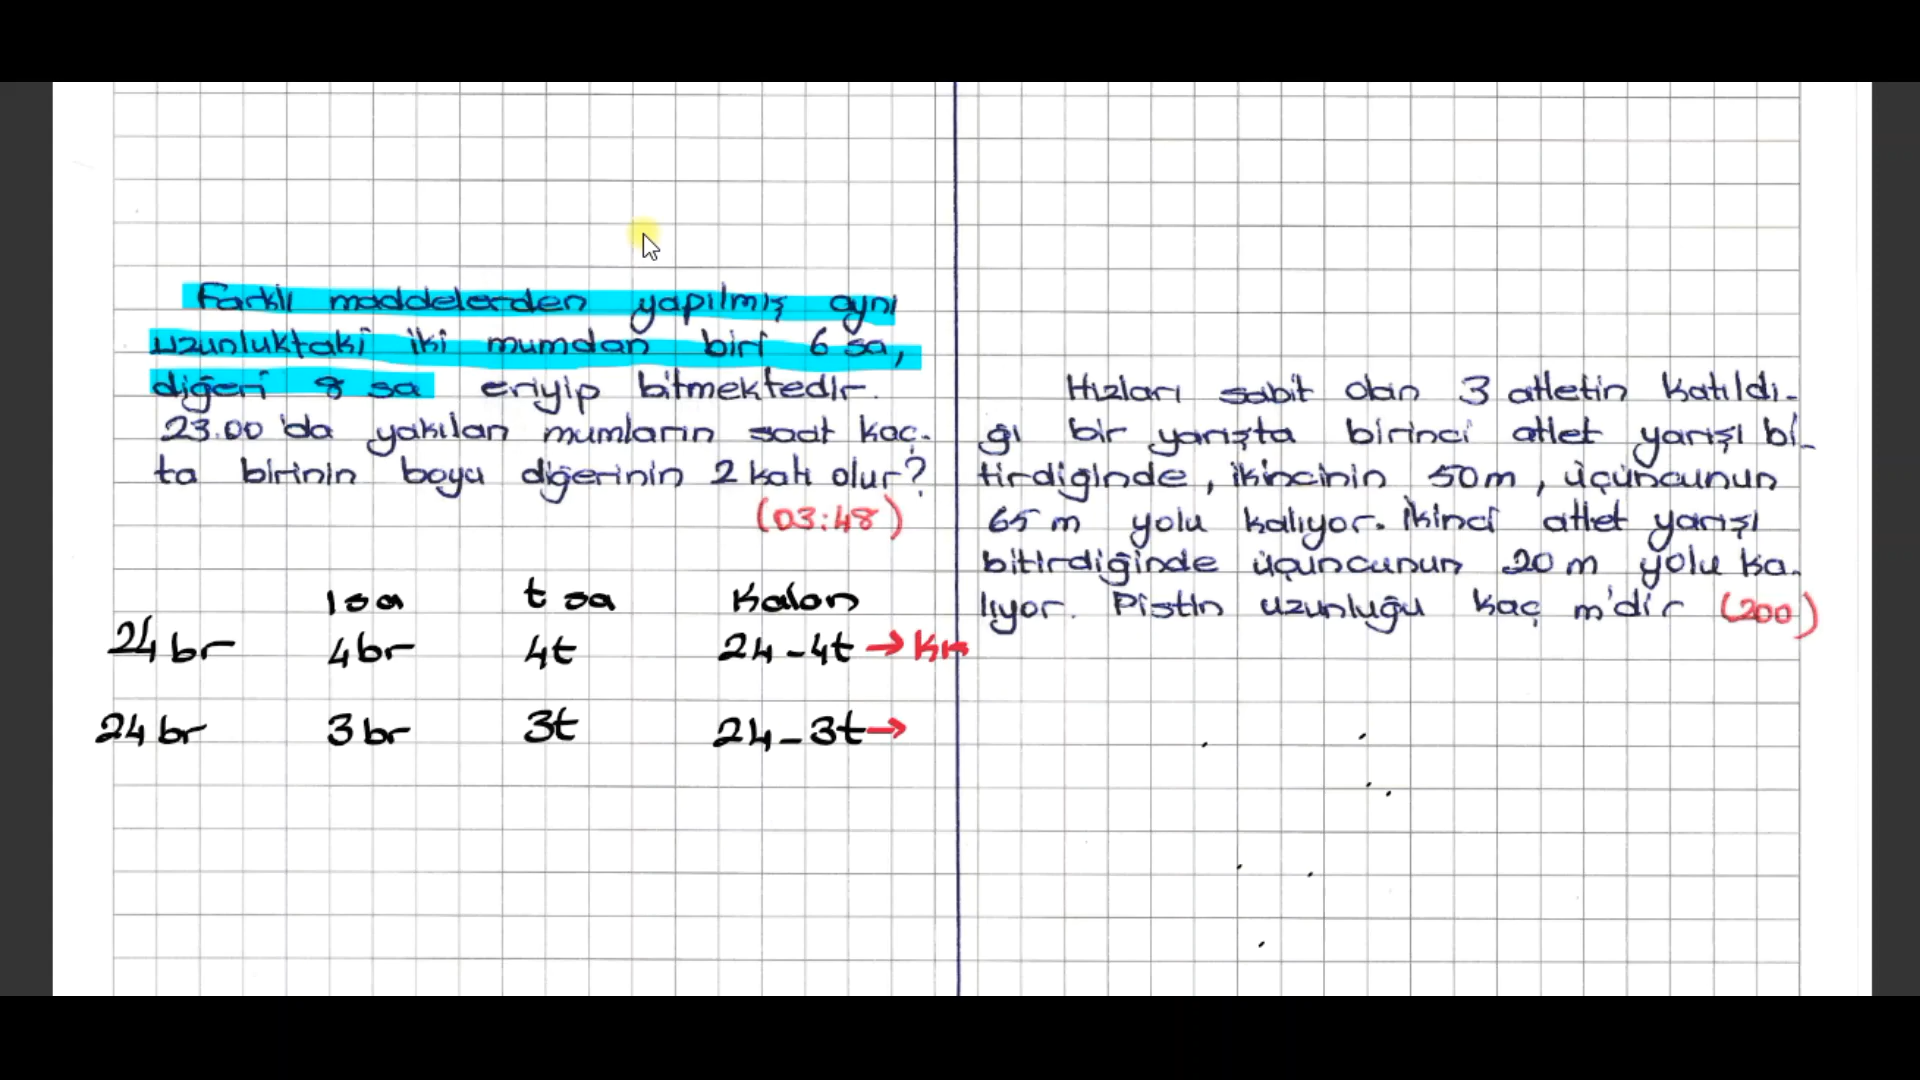 Farklı maddelerden yapılmış aynı
uzunluktaki iki mumdan biri 6 sa,
diğeri 8 sa eriyip bitmektedir.
23.00'da yakılan mumların saat kaç-
ta birinin boyu diğerinin 2 katı olur?
(03:48)
1 sa t sa Kalan
24 br 4 br 4t 24-4t → Kı
24 br 3 br 3t 24-3t →
Hızları sabit olan 3 atletin katıldı-
ğı bir yarışta birinci atlet yarışı bi-
tirdiğinde, ikincinin 50m, üçüncünün
65 m yolu kalıyor. İkinci atlet yarışı
bitirdiğinde üçüncünün 20 m yolu ka-
lıyor. Pistin uzunluğu kaç m'dir (200)